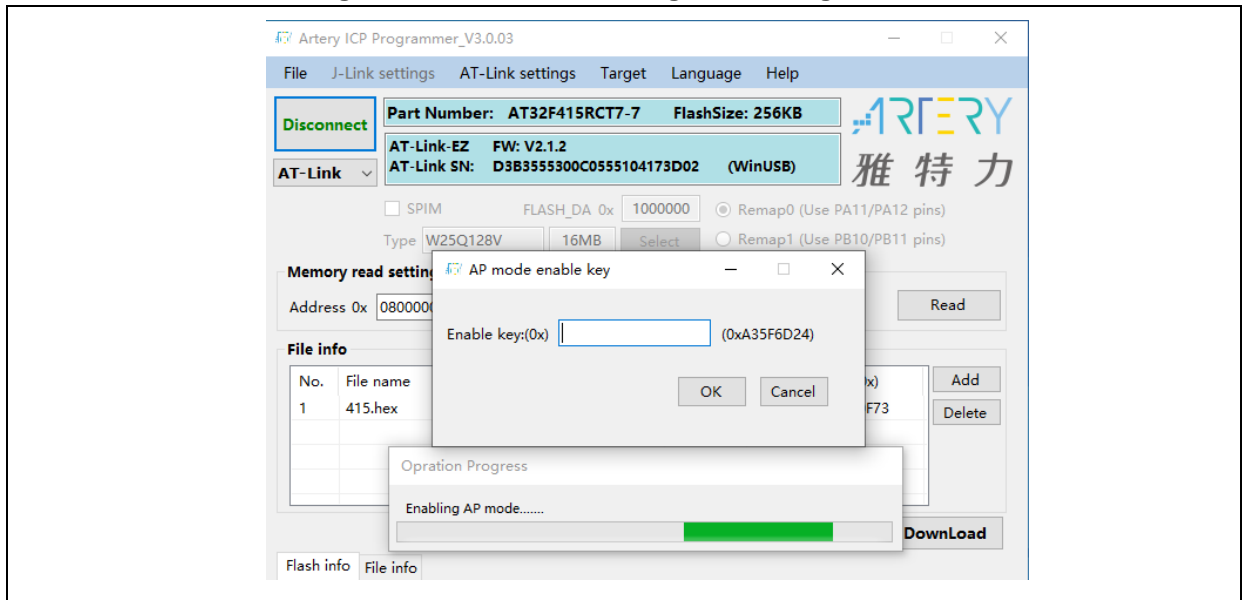 Artery ICP Programmer_V3.0.03
File J-Link settings AT-Link settings Target Language Help
Disconnect
Part Number: AT32F415RCT7-7 FlashSize: 256KB
AT-Link-EZ FW: V2.1.2
AT-Link SN: D3B3555300C0555104173D02 (WinUSB)
AT-Link
ARTERY
雅特力
SPIM FLASH_DA 0x 1000000 Remap0 (Use PA11/PA12 pins)
Type W25Q128V 16MB Select Remap1 (Use PB10/PB11 pins)
Memory read
Address 0x Read
AP mode enable key
Enable key:(0x) (0xA35F6D24)
OK Cancel
File info
No. File name Add
1 Delete
Opration Progress
Enabling AP mode.......
DownLoad
Flash info File info